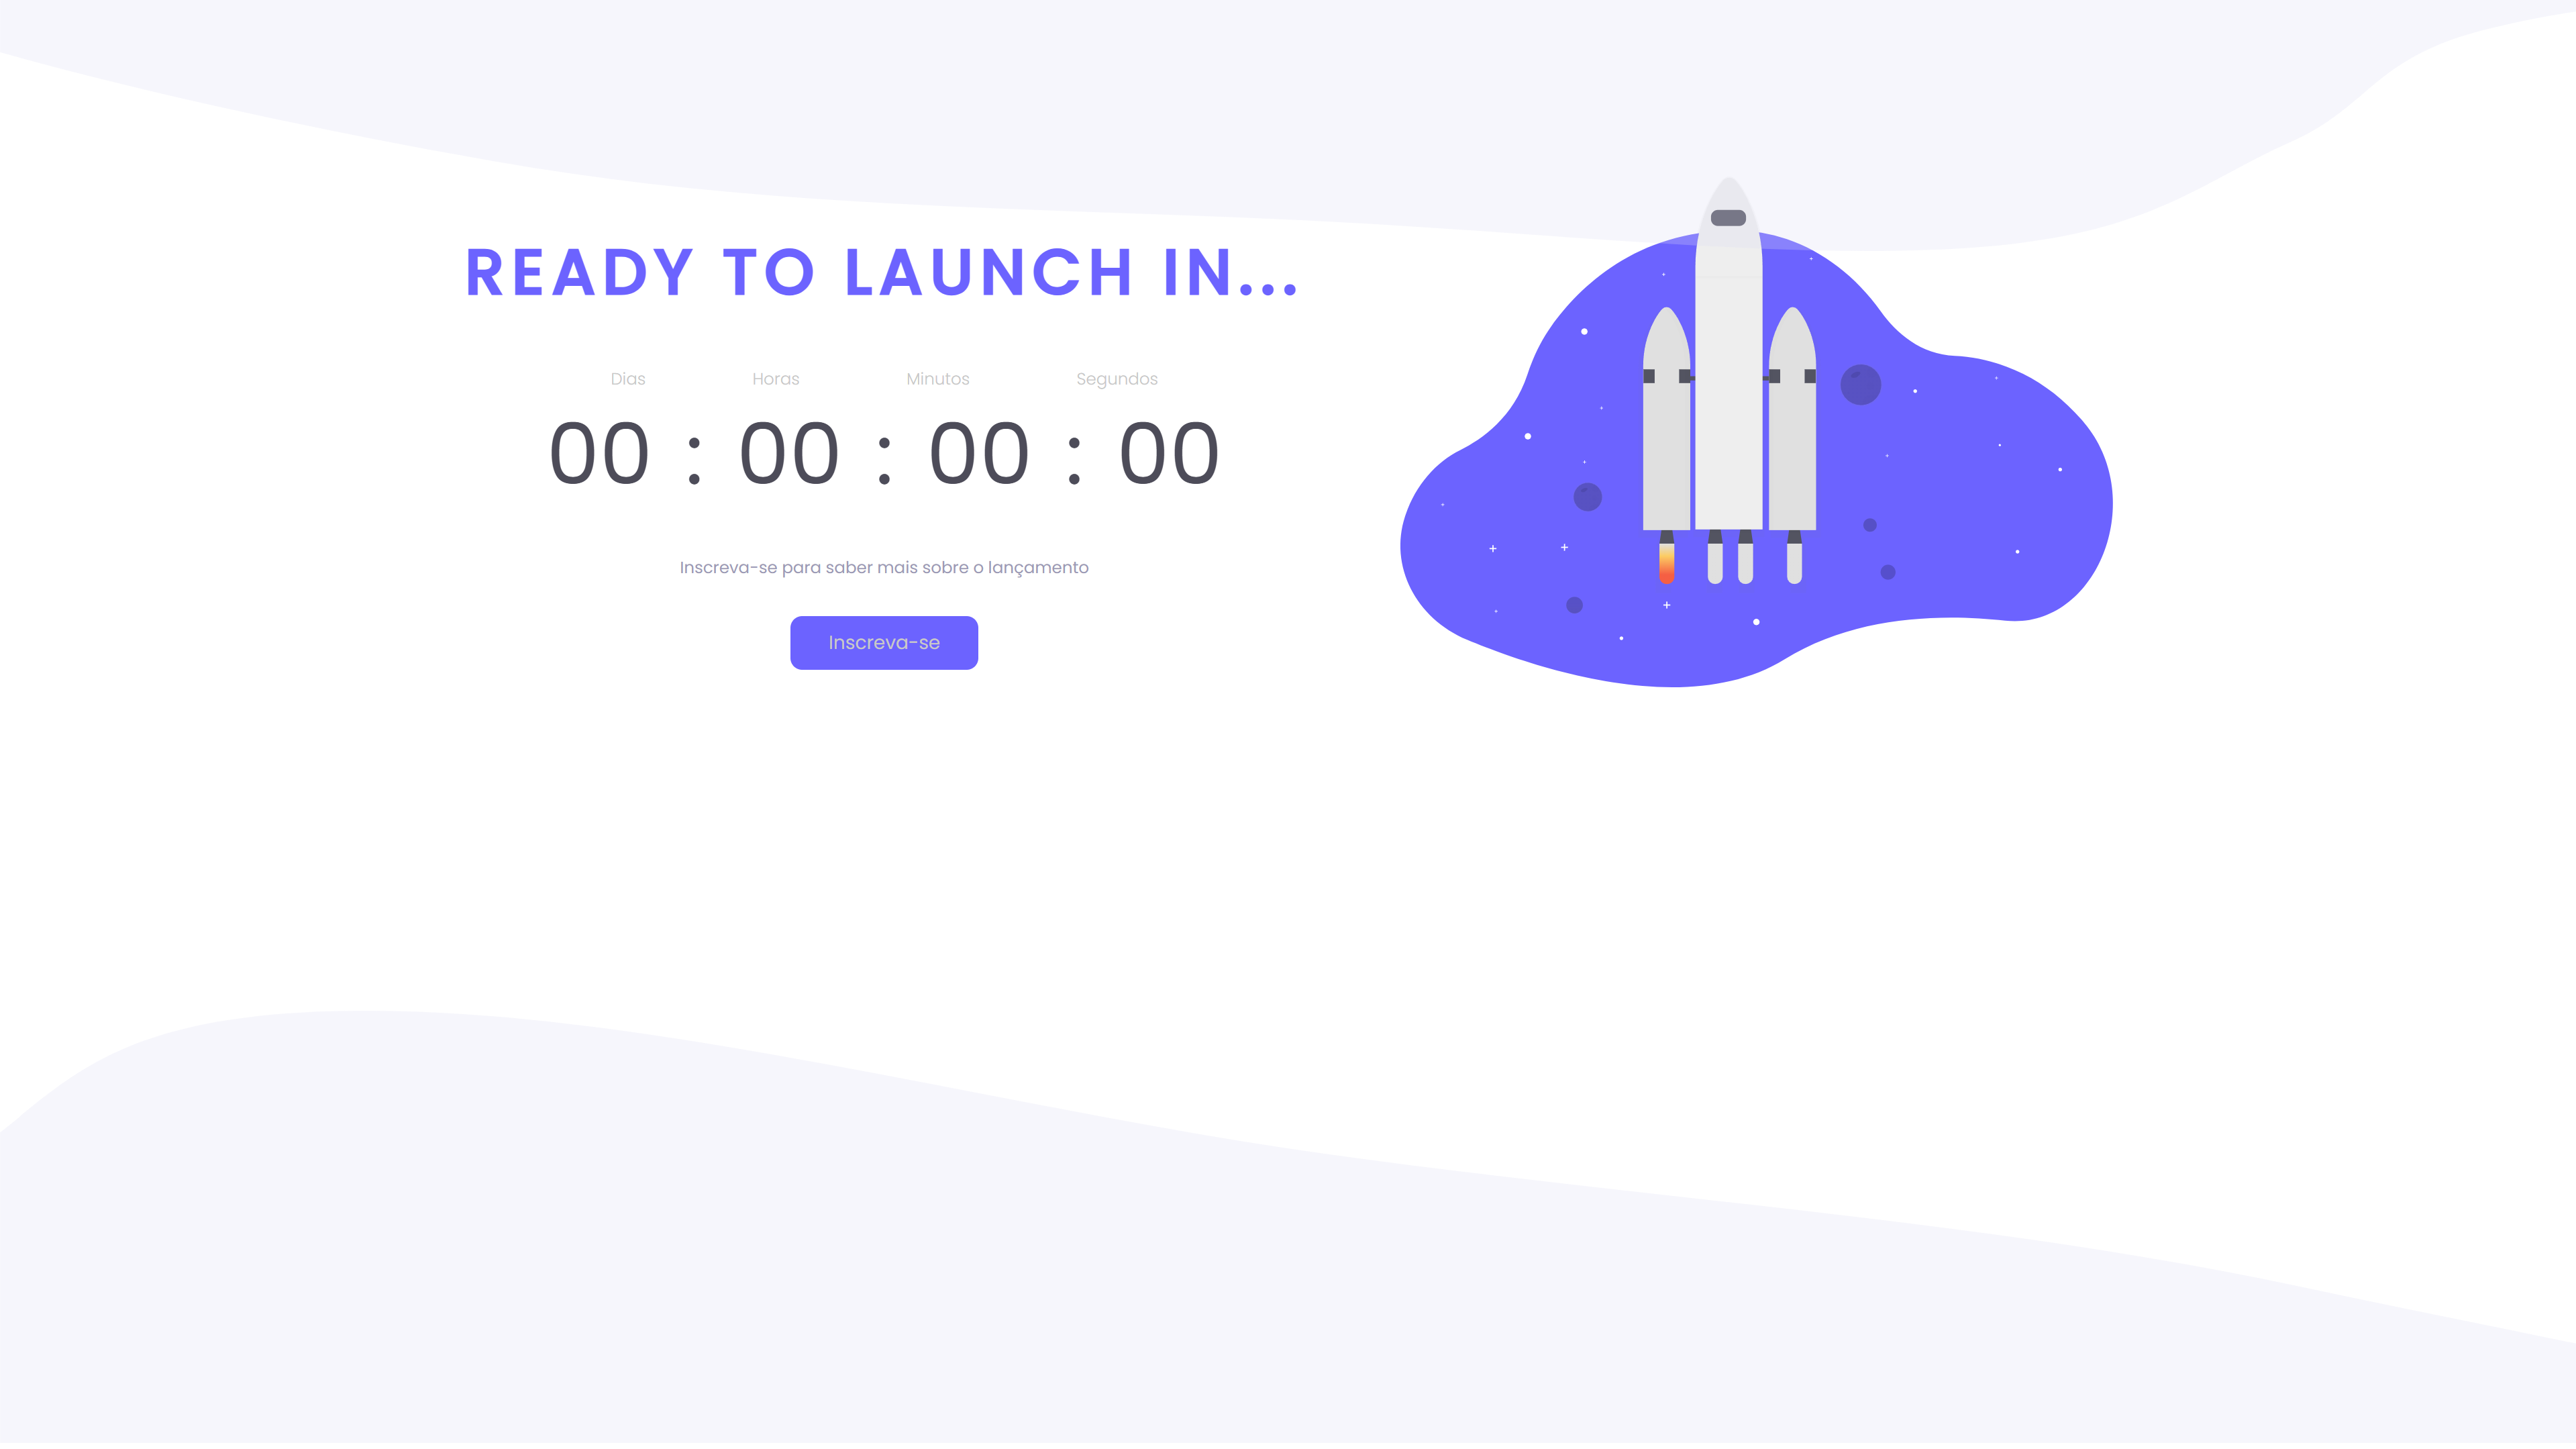 READY TO LAUNCH IN...
Dias Horas Minutos Segundos
00 : 00 : 00 : 00
Inscreva-se para saber mais sobre o lançamento
Inscreva-se